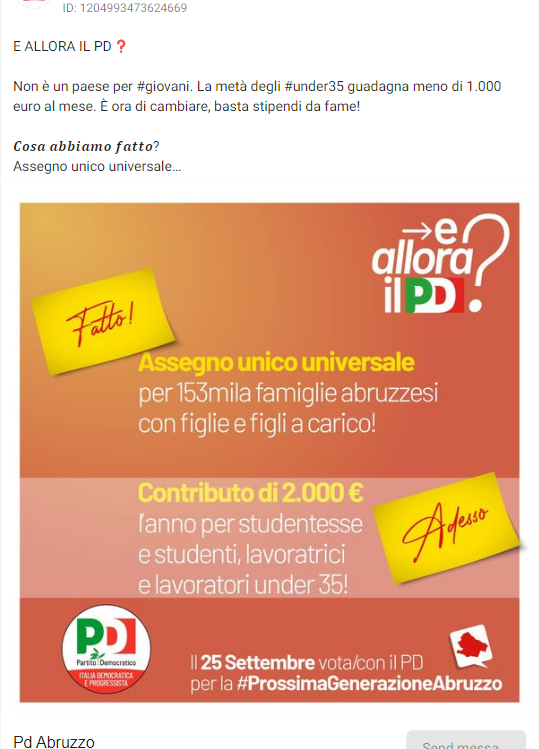 ID: 1204993473624669
E ALLORA IL PD❓
Non è un paese per #giovani. La metà degli #under35 guadagna meno di 1.000
euro al mese. È ora di cambiare, basta stipendi da fame!
𝑪𝒐𝒔𝒂 𝒂𝒃𝒃𝒊𝒂𝒎𝒐 𝒇𝒂𝒕𝒕𝒐?
Assegno unico universale...
→e
allora
il PD?
Fatto!
Assegno unico universale
per 153mila famiglie abruzzesi
con figlie e figli a carico!
Contributo di 2.000 €
l'anno per studentesse
e studenti, lavoratrici
e lavoratori under 35!
Adesso
PD
Partito Democratico
ITALIA DEMOCRATICA
E PROGRESSISTA
Il 25 Settembre vota/con il PD
per la #ProssimaGenerazioneAbruzzo
Pd Abruzzo
Send messa